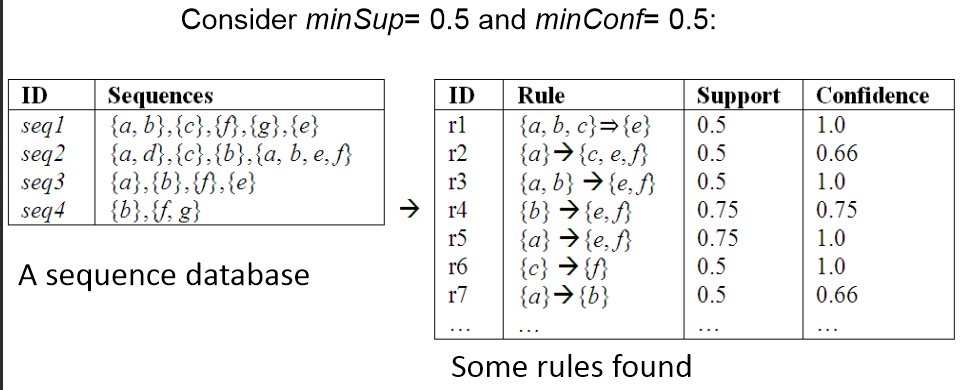 Consider minSup= 0.5 and minConf= 0.5:
ID Sequences
seq1 {a, b},{c},{f},{g},{e}
seq2 {a, d},{c},{b},{a, b, e, f}
seq3 {a},{b},{f},{e}
seq4 {b},{f, g}
A sequence database
→
ID Rule Support Confidence
r1 {a, b, c}⇒{e} 0.5 1.0
r2 {a}→{c, e, f} 0.5 0.66
r3 {a, b} →{e, f} 0.5 1.0
r4 {b} →{e, f} 0.75 0.75
r5 {a} →{e, f} 0.75 1.0
r6 {c} →{f} 0.5 1.0
r7 {a}→{b} 0.5 0.66
... ... ... ...
Some rules found